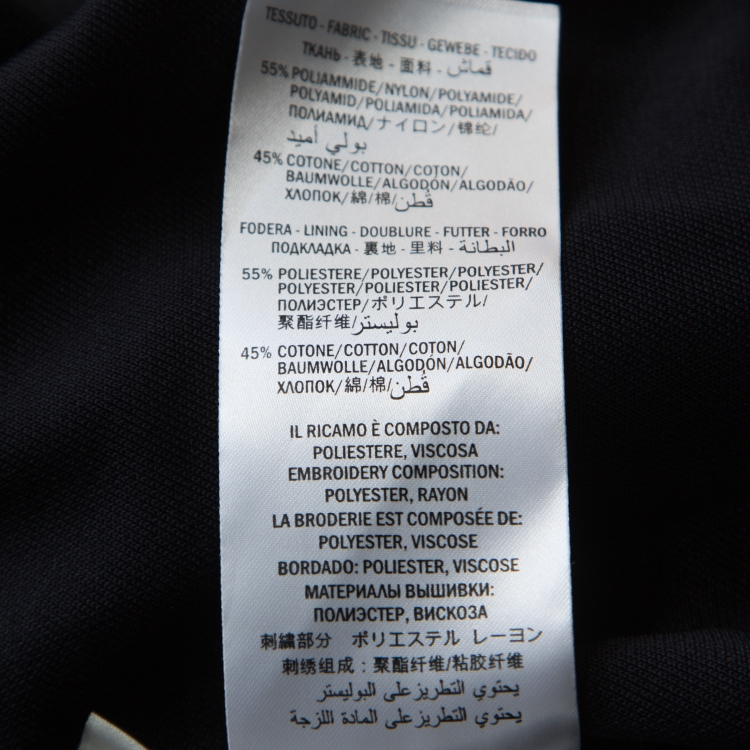 TESSUTO - FABRIC - TISSU - GEWEBE - TECIDO
ТКАНЬ - 表地 - 面料 - قماش
55% POLIAMMIDE/NYLON/POLYAMIDE/
POLYAMID/POLIAMIDA/POLIAMIDA/
ПОЛИАМИД/ナイロン/锦纶/
بولي أميد
45% COTONE/COTTON/COTON/
BAUMWOLLE/ALGODÓN/ALGODÃO/
ХЛОПОК/綿/棉/قُطن
FODERA - LINING - DOUBLURE - FUTTER - FORRO
ПОДКЛАДКА - 裏地 - 里料 - البطانة
55% POLIESTERE/POLYESTER/POLYESTER/
POLYESTER/POLIESTER/POLIESTER/
ПОЛИЭСТЕР/ポリエステル/
聚酯纤维/بوليستر
45% COTONE/COTTON/COTON/
BAUMWOLLE/ALGODÓN/ALGODÃO/
ХЛОПОК/綿/棉/قُطن
IL RICAMO È COMPOSTO DA:
POLIESTERE, VISCOSA
EMBROIDERY COMPOSITION:
POLYESTER, RAYON
LA BRODERIE EST COMPOSÉE DE:
POLYESTER, VISCOSE
BORDADO: POLIESTER, VISCOSE
МАТЕРИАЛЫ ВЫШИВКИ:
ПОЛИЭСТЕР, ВИСКОЗА
刺繍部分 ポリエステル レーヨン
刺绣组成：聚酯纤维/粘胶纤维
يحتوي التطريز على البوليستر
يحتوي التطريز على المادة اللزجة